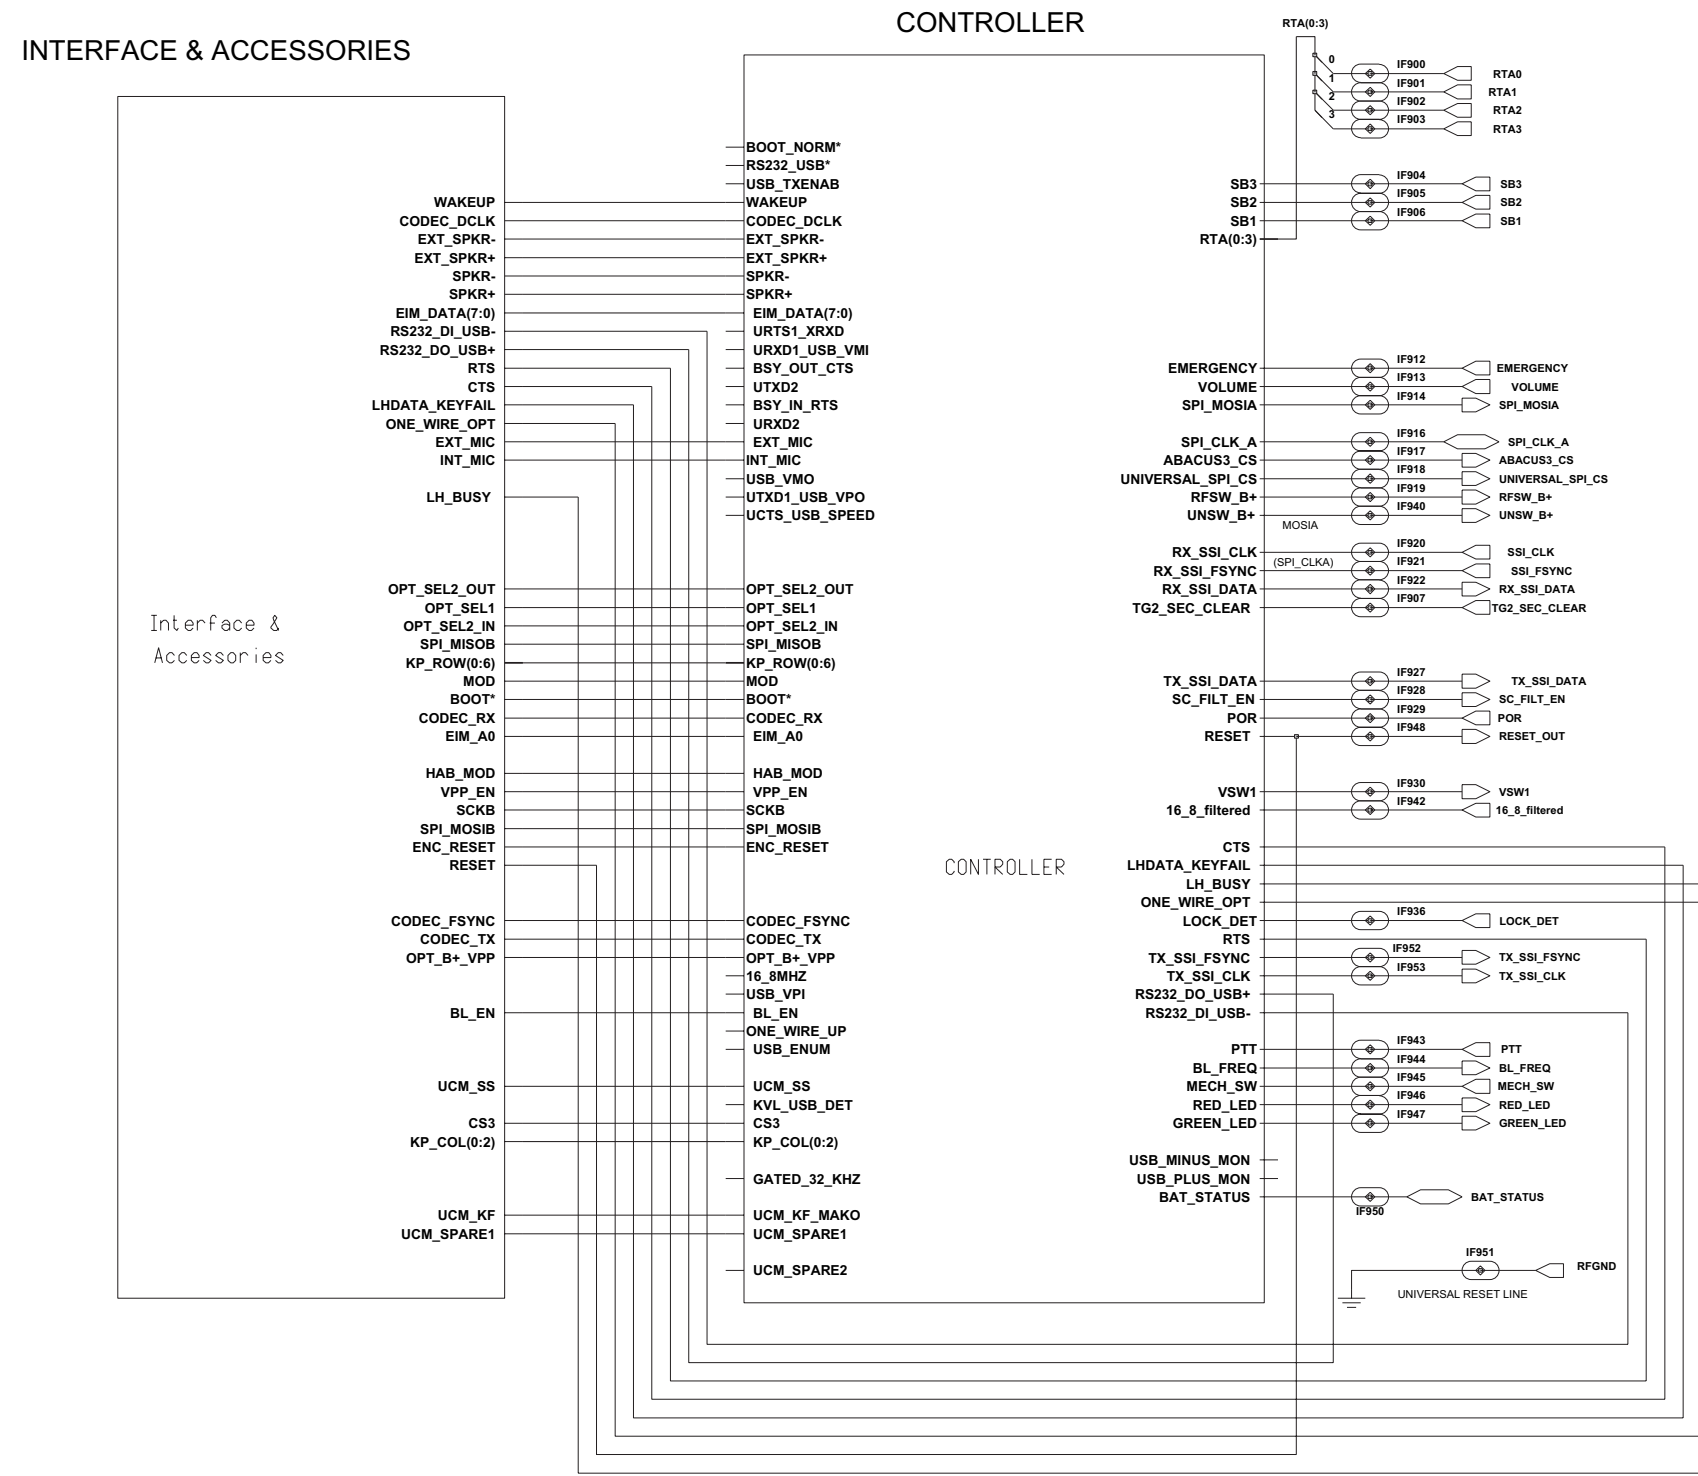 CONTROLLER
INTERFACE & ACCESSORIES
Interface &
Accessories
WAKEUP
CODEC_DCLK
EXT_SPKR-
EXT_SPKR+
SPKR-
SPKR+
EIM_DATA(7:0)
RS232_DI_USB-
RS232_DO_USB+
RTS
CTS
LHDATA_KEYFAIL
ONE_WIRE_OPT
EXT_MIC
INT_MIC
LH_BUSY
OPT_SEL2_OUT
OPT_SEL1
OPT_SEL2_IN
SPI_MISOB
KP_ROW(0:6)
MOD
BOOT*
CODEC_RX
EIM_A0
HAB_MOD
VPP_EN
SCKB
SPI_MOSIB
ENC_RESET
RESET
CODEC_FSYNC
CODEC_TX
OPT_B+_VPP
BL_EN
UCM_SS
CS3
KP_COL(0:2)
UCM_KF
UCM_SPARE1
BOOT_NORM*
RS232_USB*
USB_TXENAB
WAKEUP
CODEC_DCLK
EXT_SPKR-
EXT_SPKR+
SPKR-
SPKR+
EIM_DATA(7:0)
URTS1_XRXD
URXD1_USB_VMI
BSY_OUT_CTS
UTXD2
BSY_IN_RTS
URXD2
EXT_MIC
INT_MIC
USB_VMO
UTXD1_USB_VPO
UCTS_USB_SPEED
OPT_SEL2_OUT
OPT_SEL1
OPT_SEL2_IN
SPI_MISOB
KP_ROW(0:6)
MOD
BOOT*
CODEC_RX
EIM_A0
HAB_MOD
VPP_EN
SCKB
SPI_MOSIB
ENC_RESET
CODEC_FSYNC
CODEC_TX
OPT_B+_VPP
16_8MHZ
USB_VPI
BL_EN
ONE_WIRE_UP
USB_ENUM
UCM_SS
KVL_USB_DET
CS3
KP_COL(0:2)
GATED_32_KHZ
UCM_KF_MAKO
UCM_SPARE1
UCM_SPARE2
CONTROLLER
RTA(0:3)
0 IF900 RTA0
1 IF901 RTA1
2 IF902 RTA2
3 IF903 RTA3
SB3 IF904 SB3
SB2 IF905 SB2
SB1 IF906 SB1
RTA(0:3)
EMERGENCY IF912 EMERGENCY
VOLUME IF913 VOLUME
SPI_MOSIA IF914 SPI_MOSIA
SPI_CLK_A IF916 SPI_CLK_A
ABACUS3_CS IF917 ABACUS3_CS
UNIVERSAL_SPI_CS IF918 UNIVERSAL_SPI_CS
RFSW_B+ IF919 RFSW_B+
UNSW_B+ IF940 UNSW_B+
MOSIA
RX_SSI_CLK IF920 SSI_CLK
(SPI_CLKA)
RX_SSI_FSYNC IF921 SSI_FSYNC
RX_SSI_DATA IF922 RX_SSI_DATA
TG2_SEC_CLEAR IF907 TG2_SEC_CLEAR
TX_SSI_DATA IF927 TX_SSI_DATA
SC_FILT_EN IF928 SC_FILT_EN
POR IF929 POR
RESET IF948 RESET_OUT
VSW1 IF930 VSW1
16_8_filtered IF942 16_8_filtered
CTS
LHDATA_KEYFAIL
LH_BUSY
ONE_WIRE_OPT
LOCK_DET IF936 LOCK_DET
RTS
TX_SSI_FSYNC IF952 TX_SSI_FSYNC
TX_SSI_CLK IF953 TX_SSI_CLK
RS232_DO_USB+
RS232_DI_USB-
PTT IF943 PTT
BL_FREQ IF944 BL_FREQ
MECH_SW IF945 MECH_SW
RED_LED IF946 RED_LED
GREEN_LED IF947 GREEN_LED
USB_MINUS_MON
USB_PLUS_MON
BAT_STATUS IF950 BAT_STATUS
IF951 RFGND
UNIVERSAL RESET LINE